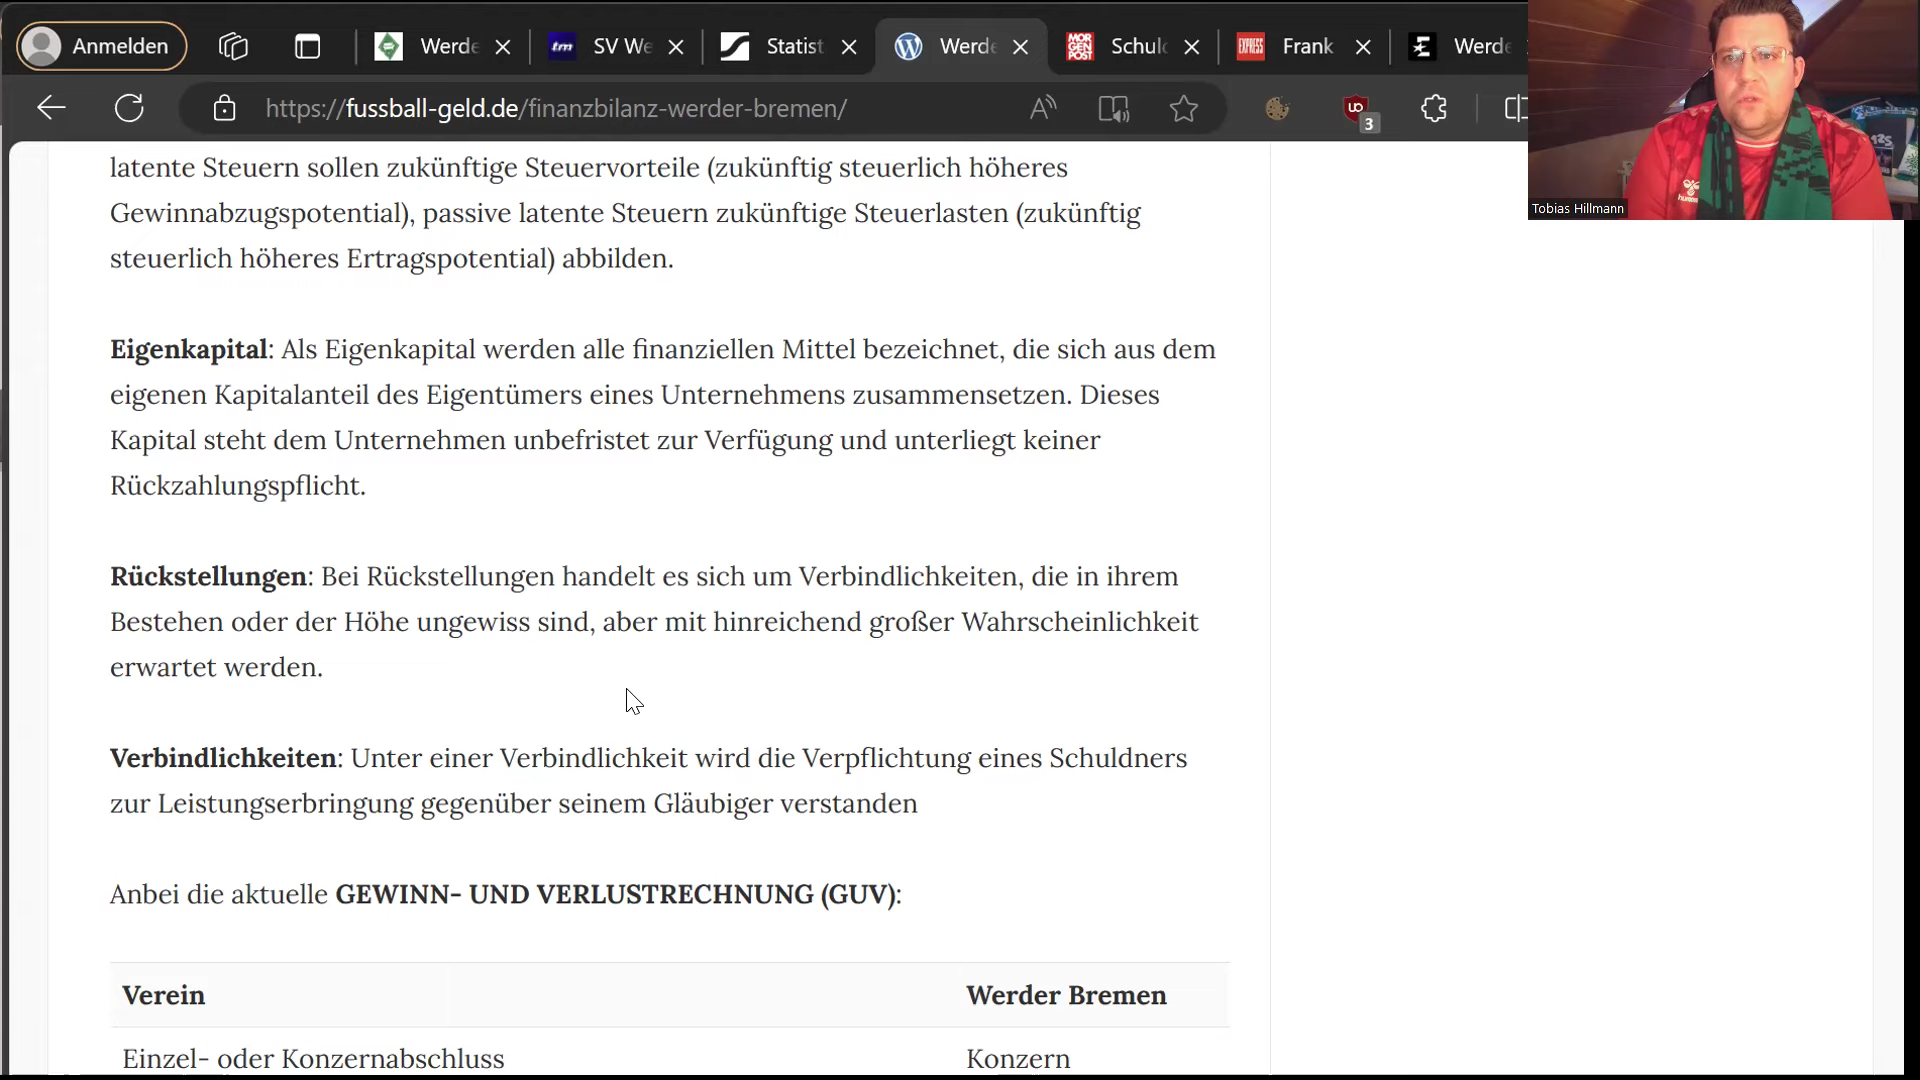 Anmelden
Werde
SV We
Statist
Werde
Schul
Frank
Werde
https://fussball-geld.de/finanzbilanz-werder-bremen/
3
Tobias Hillmann
latente Steuern sollen zukünftige Steuervorteile (zukünftig steuerlich höheres
Gewinnabzugspotential), passive latente Steuern zukünftige Steuerlasten (zukünftig
steuerlich höheres Ertragspotential) abbilden.
Eigenkapital: Als Eigenkapital werden alle finanziellen Mittel bezeichnet, die sich aus dem
eigenen Kapitalanteil des Eigentümers eines Unternehmens zusammensetzen. Dieses
Kapital steht dem Unternehmen unbefristet zur Verfügung und unterliegt keiner
Rückzahlungspflicht.
Rückstellungen: Bei Rückstellungen handelt es sich um Verbindlichkeiten, die in ihrem
Bestehen oder der Höhe ungewiss sind, aber mit hinreichend großer Wahrscheinlichkeit
erwartet werden.
Verbindlichkeiten: Unter einer Verbindlichkeit wird die Verpflichtung eines Schuldners
zur Leistungserbringung gegenüber seinem Gläubiger verstanden
Anbei die aktuelle GEWINN- UND VERLUSTRECHNUNG (GUV):
Verein Werder Bremen
Einzel- oder Konzernabschluss Konzern